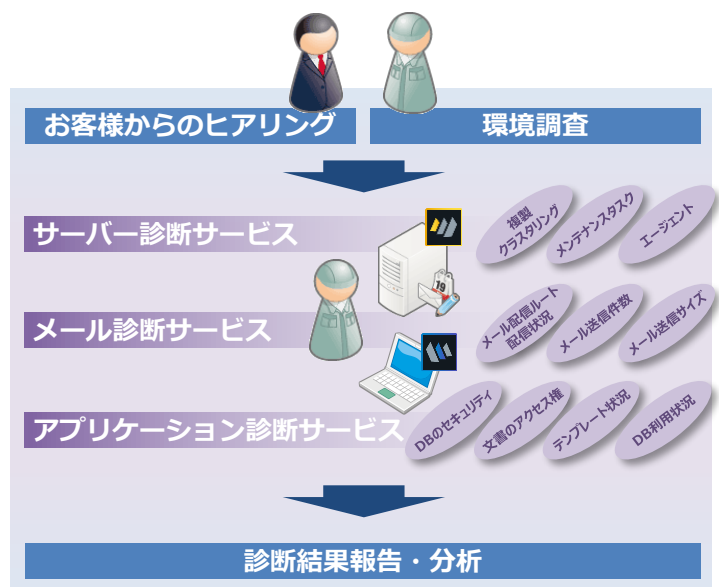 お客様からのヒアリング
環境調査
サーバー診断サービス
複製
クラスタリング
メンテナンスタスク
エージェント
19
メール診断サービス
メール配信ルート
配信状況
メール送信件数
メール送信サイズ
アプリケーション診断サービス
DBのセキュリティ
文書のアクセス権
テンプレート状況
DB利用状況
診断結果報告・分析